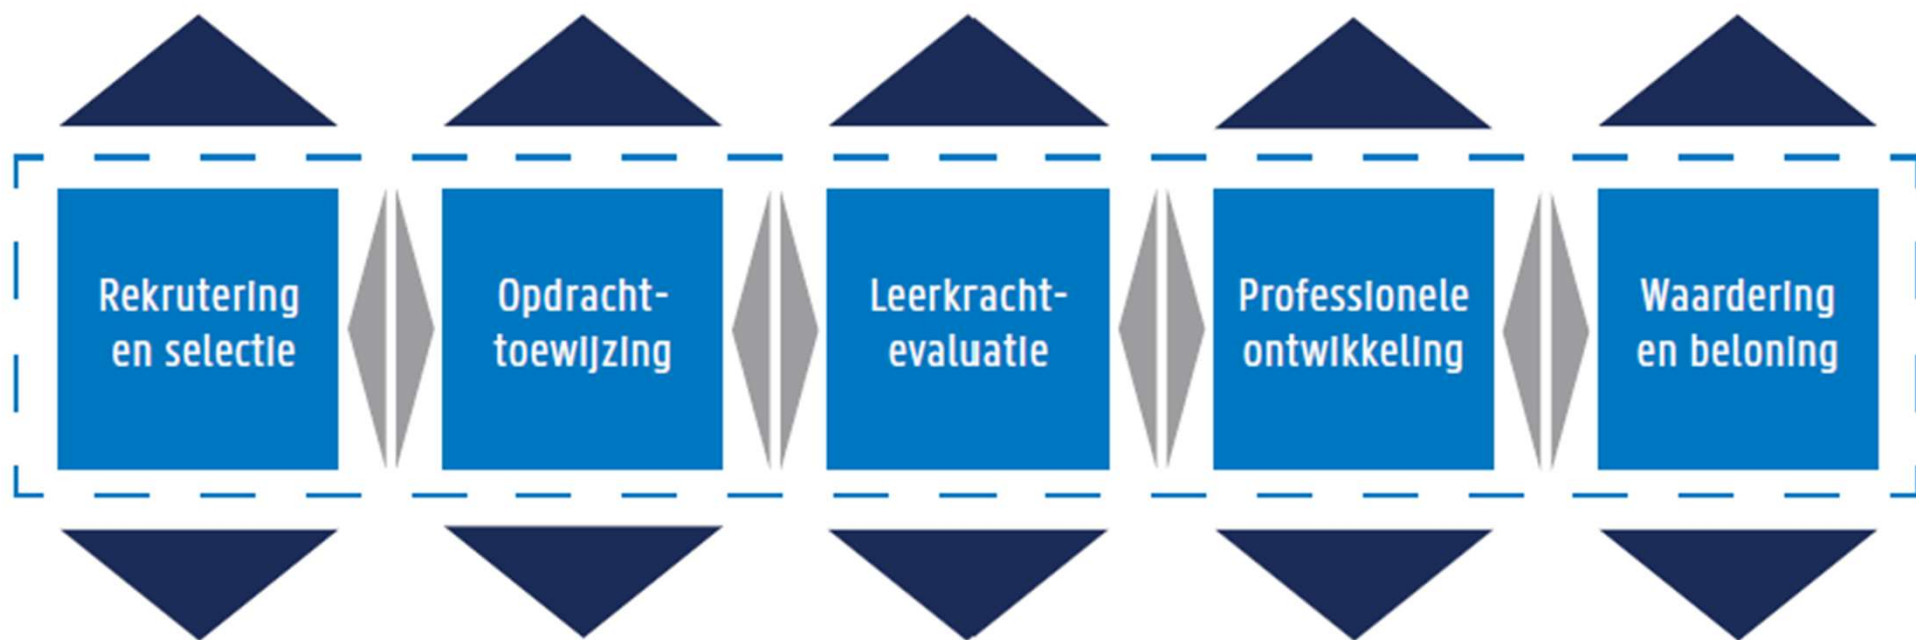 Rekrutering
en selectie
Opdracht-
toewijzing
Leerkracht-
evaluatie
Professionele
ontwikkeling
Waardering
en beloning